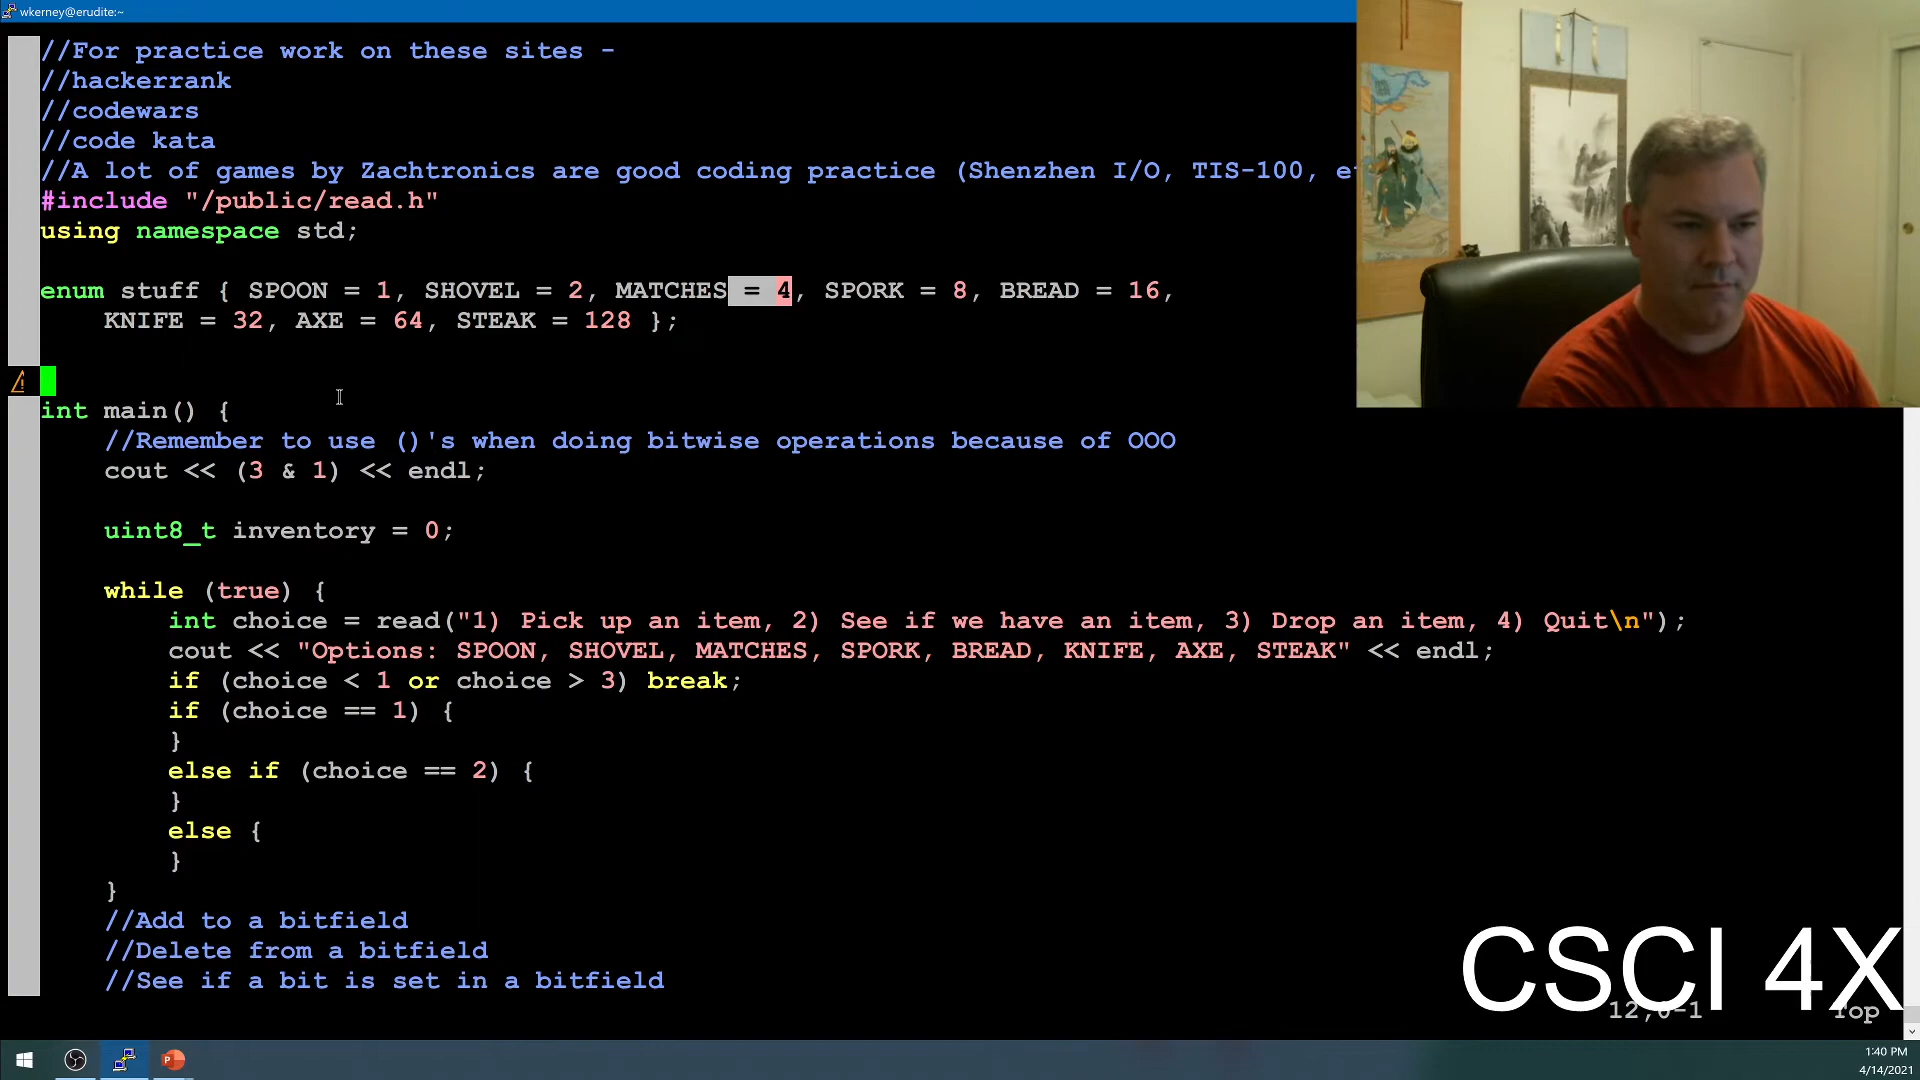 wkerney@erudite:~
//For practice work on these sites -
//hackerrank
//codewars
//code kata
//A lot of games by Zachtronics are good coding practice (Shenzhen I/O, TIS-100, e
#include "/public/read.h"
using namespace std;
enum stuff { SPOON = 1, SHOVEL = 2, MATCHES = 4, SPORK = 8, BREAD = 16,
KNIFE = 32, AXE = 64, STEAK = 128 };
int main() {
//Remember to use ()'s when doing bitwise operations because of OOO
cout << (3 & 1) << endl;
uint8_t inventory = 0;
while (true) {
int choice = read("1) Pick up an item, 2) See if we have an item, 3) Drop an item, 4) Quit\n");
cout << "Options: SPOON, SHOVEL, MATCHES, SPORK, BREAD, KNIFE, AXE, STEAK" << endl;
if (choice < 1 or choice > 3) break;
if (choice == 1) {
}
else if (choice == 2) {
}
else {
}
}
//Add to a bitfield
//Delete from a bitfield
//See if a bit is set in a bitfield
CSCI 4X
12,0-1 Top
1:40 PM
4/14/2021